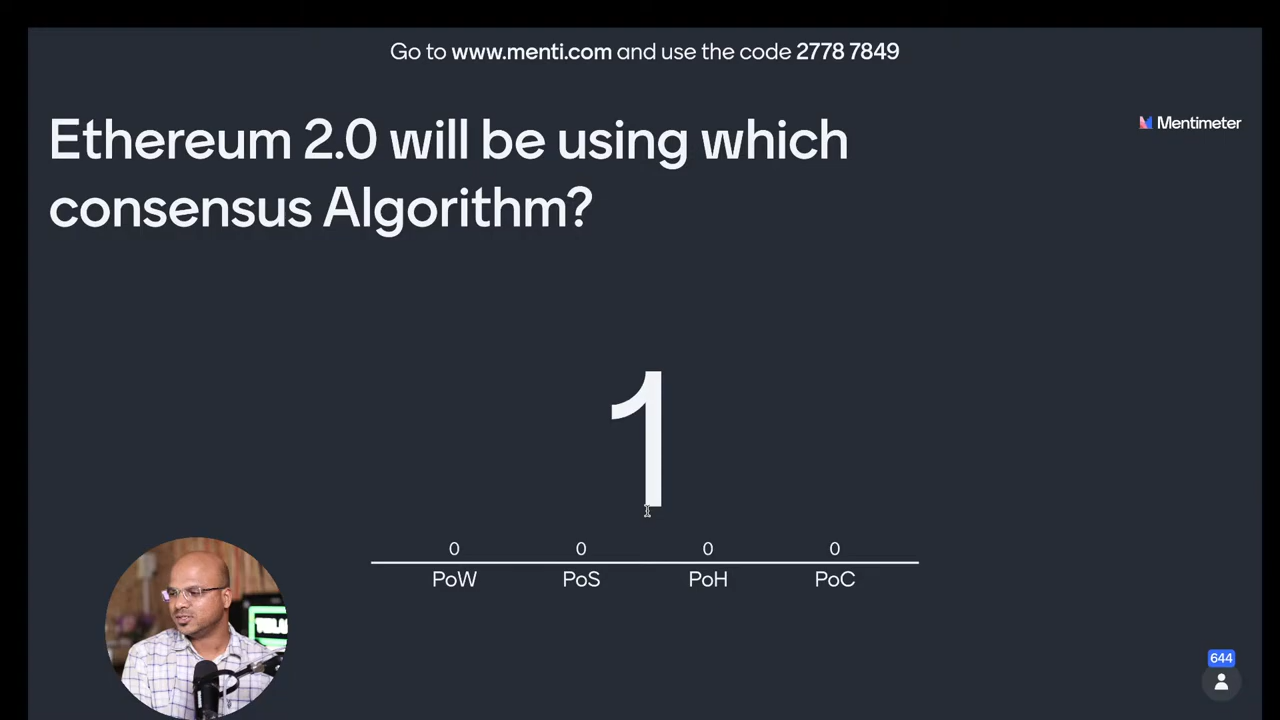 Go to www.menti.com and use the code 2778 7849
Mentimeter
Ethereum 2.0 will be using which
consensus Algorithm?
1
0 0 0 0
PoW PoS PoH PoC
644